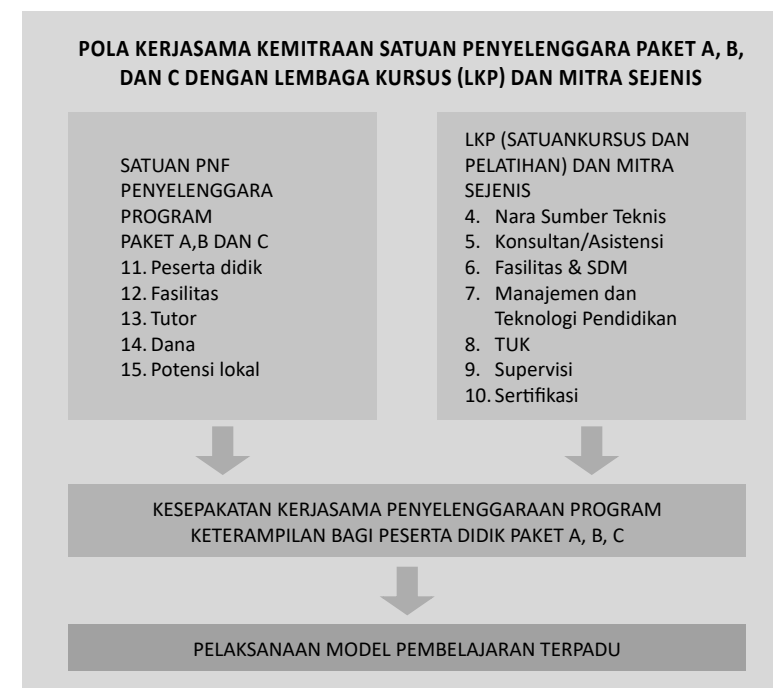 POLA KERJASAMA KEMITRAAN SATUAN PENYELENGGARA PAKET A, B,
DAN C DENGAN LEMBAGA KURSUS (LKP) DAN MITRA SEJENIS
SATUAN PNF
PENYELENGGARA
PROGRAM
PAKET A,B DAN C
11. Peserta didik
12. Fasilitas
13. Tutor
14. Dana
15. Potensi lokal
LKP (SATUANKURSUS DAN
PELATIHAN) DAN MITRA
SEJENIS
4. Nara Sumber Teknis
5. Konsultan/Asistensi
6. Fasilitas & SDM
7. Manajemen dan
Teknologi Pendidikan
8. TUK
9. Supervisi
10. Sertifikasi
KESEPAKATAN KERJASAMA PENYELENGGARAAN PROGRAM
KETERAMPILAN BAGI PESERTA DIDIK PAKET A, B, C
PELAKSANAAN MODEL PEMBELAJARAN TERPADU